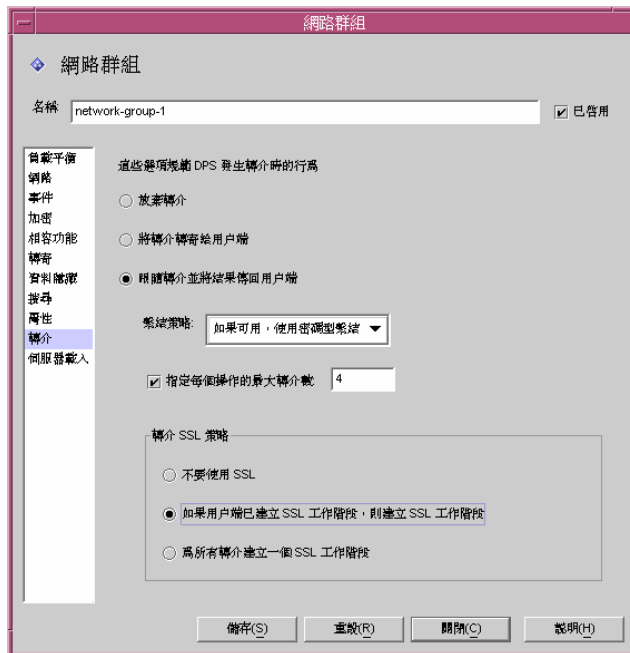 網路群組
網路群組
名稱 network-group-1 已啓用
負載平衡
網路
事件
加密
相容功能
轉寄
資料隱藏
搜尋
屬性
轉介
伺服器載入
這些選項規範 DPS 發生轉介時的行爲
放棄轉介
將轉介轉寄給用户端
跟隨轉介並將結果傳回用户端
繫結策略: 如果可用，使用密碼型繫結
指定每個操作的最大轉介數 4
轉介 SSL 策略
不要使用 SSL
如果用户端已建立 SSL 工作階段，則建立 SSL 工作階段
爲所有轉介建立一個 SSL 工作階段
儲存(S) 重設(R) 關閉(C) 說明(H)